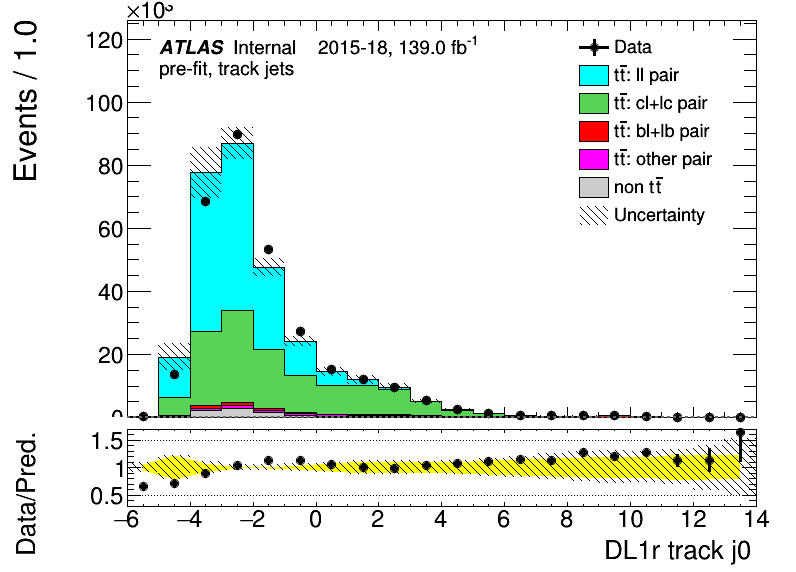 ×10³
Events / 1.0
120
100
80
60
40
20
0
ATLAS Internal 2015-18, 139.0 fb⁻¹
pre-fit, track jets
Data
tt̄: ll pair
tt̄: cl+lc pair
tt̄: bl+lb pair
tt̄: other pair
non tt̄
Uncertainty
Data/Pred.
1.5
1
0.5
−6 −4 −2 0 2 4 6 8 10 12 14
DL1r track j0